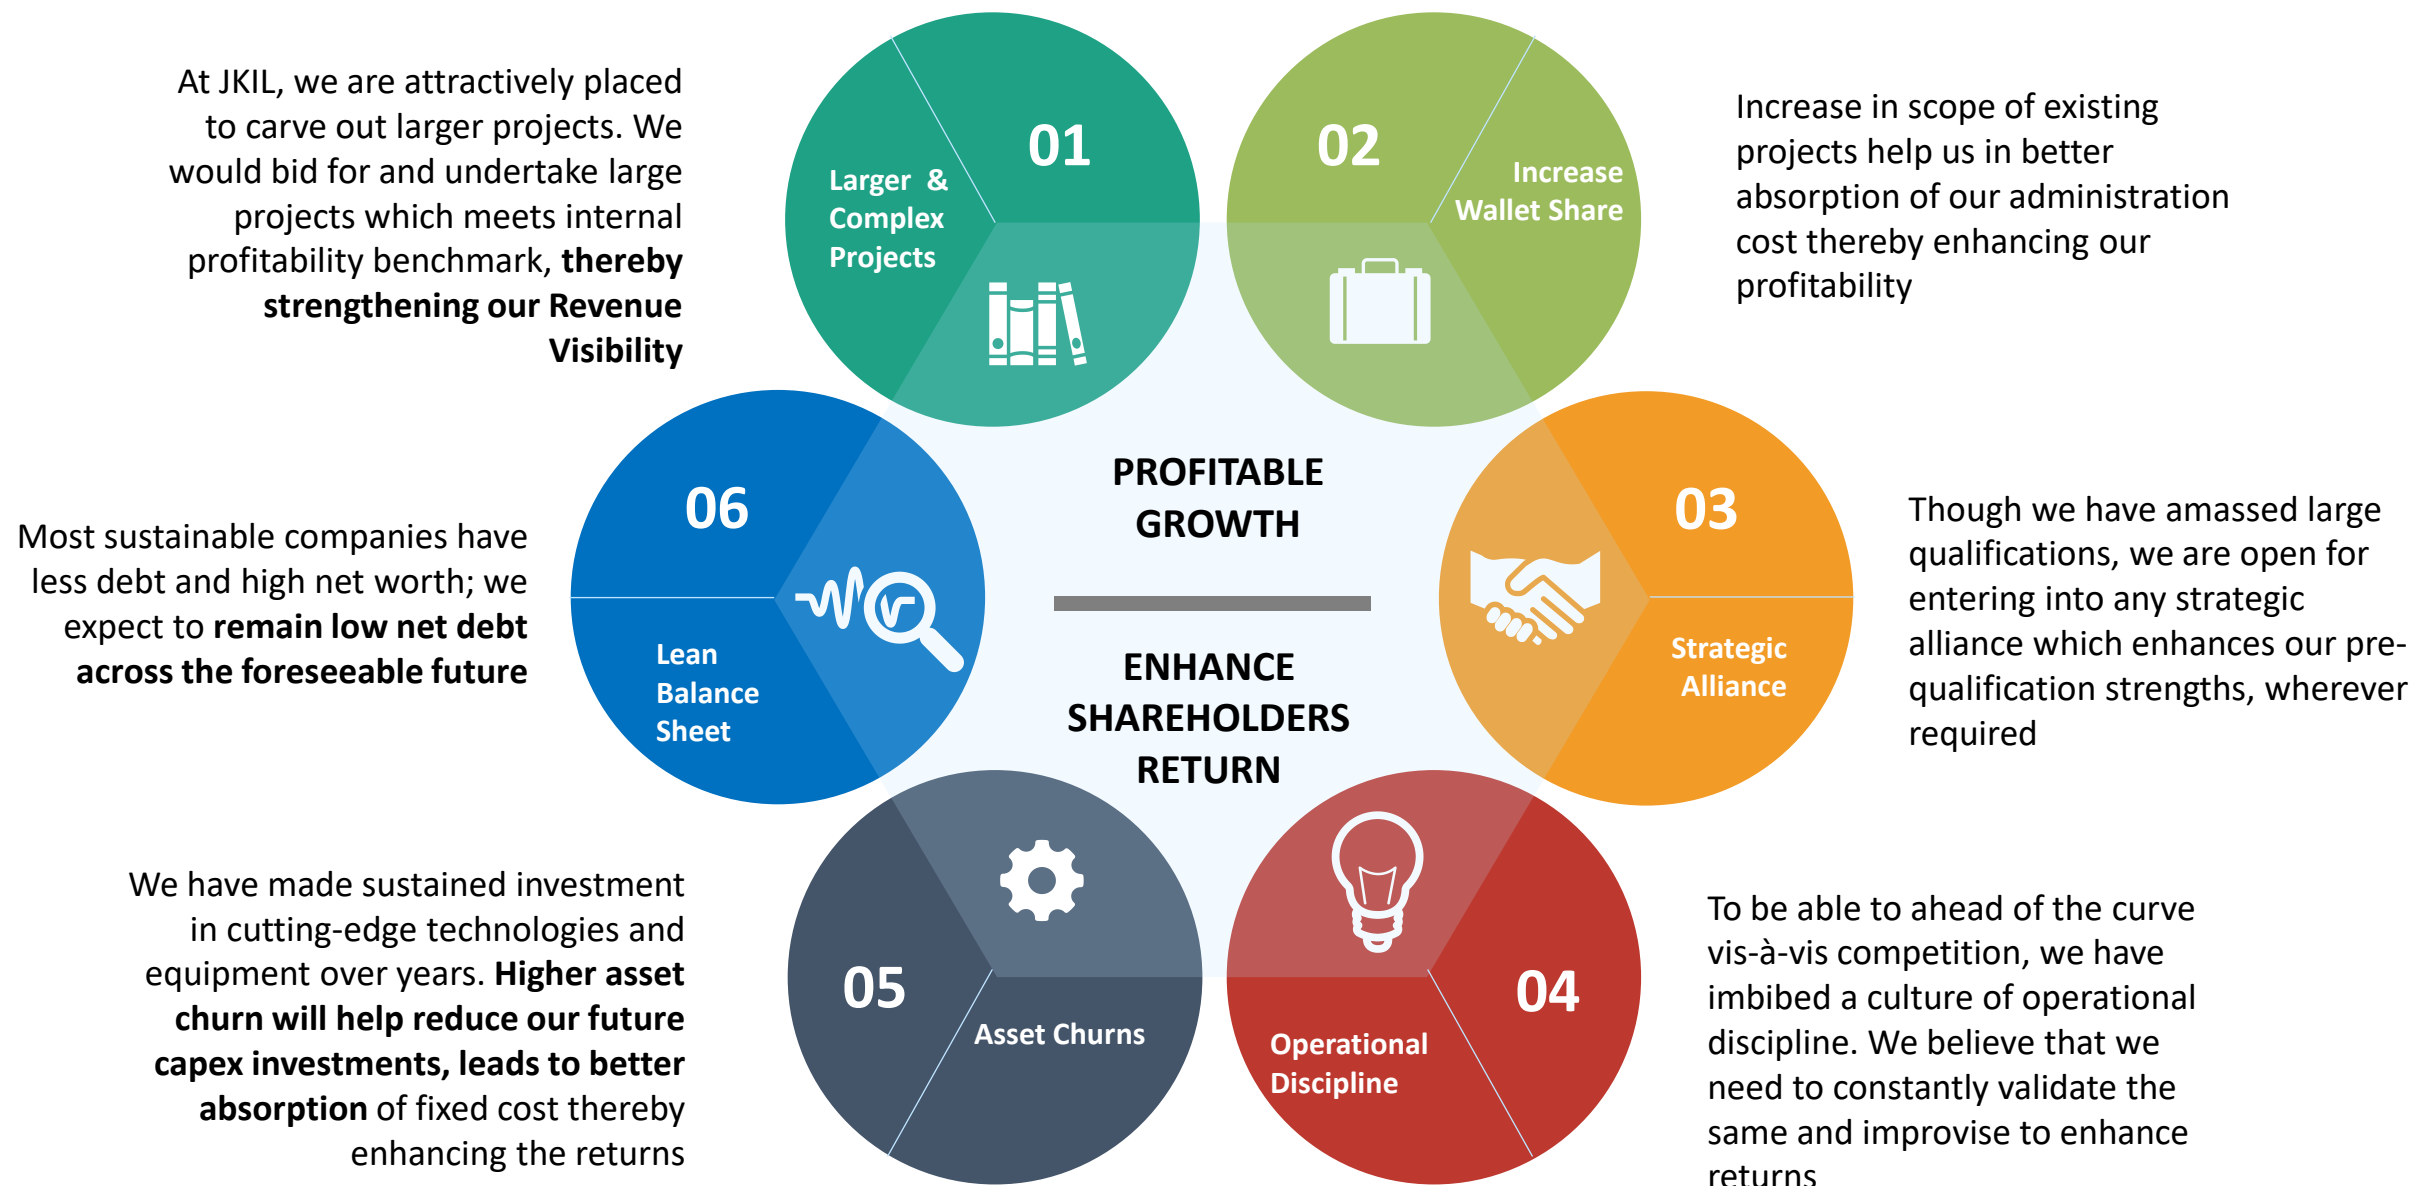 At JKIL, we are attractively placed
to carve out larger projects. We
would bid for and undertake large
projects which meets internal
profitability benchmark, thereby
strengthening our Revenue
Visibility
01
Larger &
Complex
Projects
02
Increase
Wallet Share
Increase in scope of existing
projects help us in better
absorption of our administration
cost thereby enhancing our
profitability
PROFITABLE
GROWTH
ENHANCE
SHAREHOLDERS
RETURN
03
Strategic
Alliance
Though we have amassed large
qualifications, we are open for
entering into any strategic
alliance which enhances our pre-
qualification strengths, wherever
required
06
Lean
Balance
Sheet
Most sustainable companies have
less debt and high net worth; we
expect to remain low net debt
across the foreseeable future
We have made sustained investment
in cutting-edge technologies and
equipment over years. Higher asset
churn will help reduce our future
capex investments, leads to better
absorption of fixed cost thereby
enhancing the returns
05
Asset Churns
04
Operational
Discipline
To be able to ahead of the curve
vis-à-vis competition, we have
imbibed a culture of operational
discipline. We believe that we
need to constantly validate the
same and improvise to enhance
returns